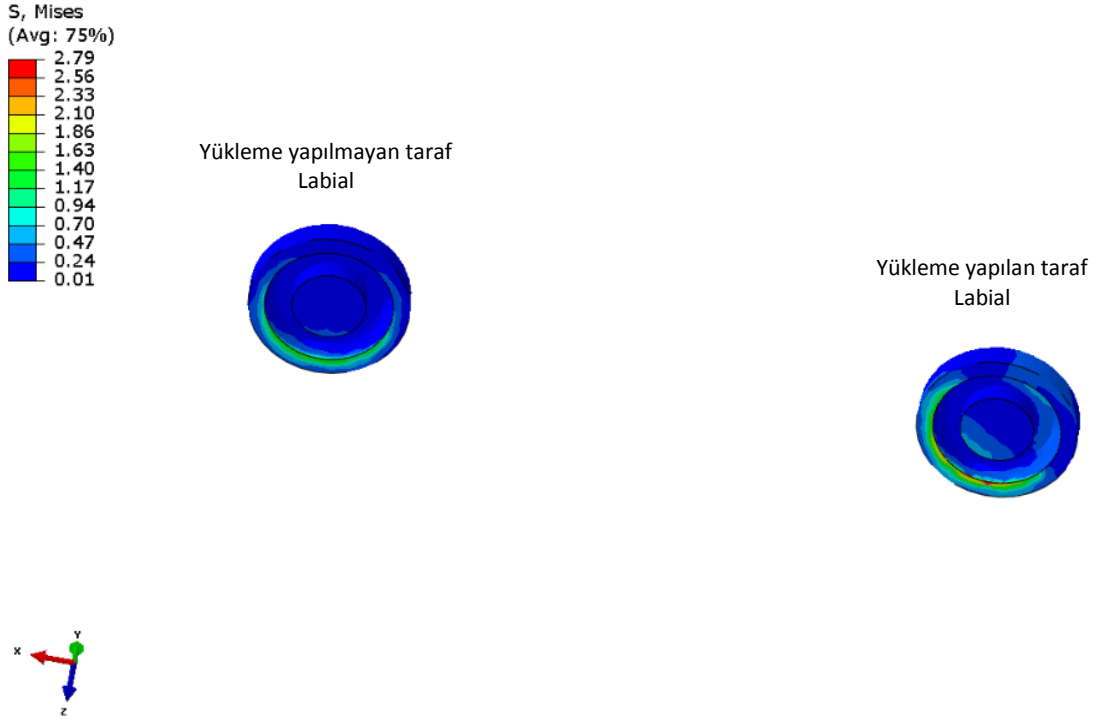 S, Mises
(Avg: 75%)
2.79
2.56
2.33
2.10
1.86
1.63
1.40
1.17
0.94
0.70
0.47
0.24
0.01
Yükleme yapılmayan taraf
Labial
Yükleme yapılan taraf
Labial
Y
X
Z